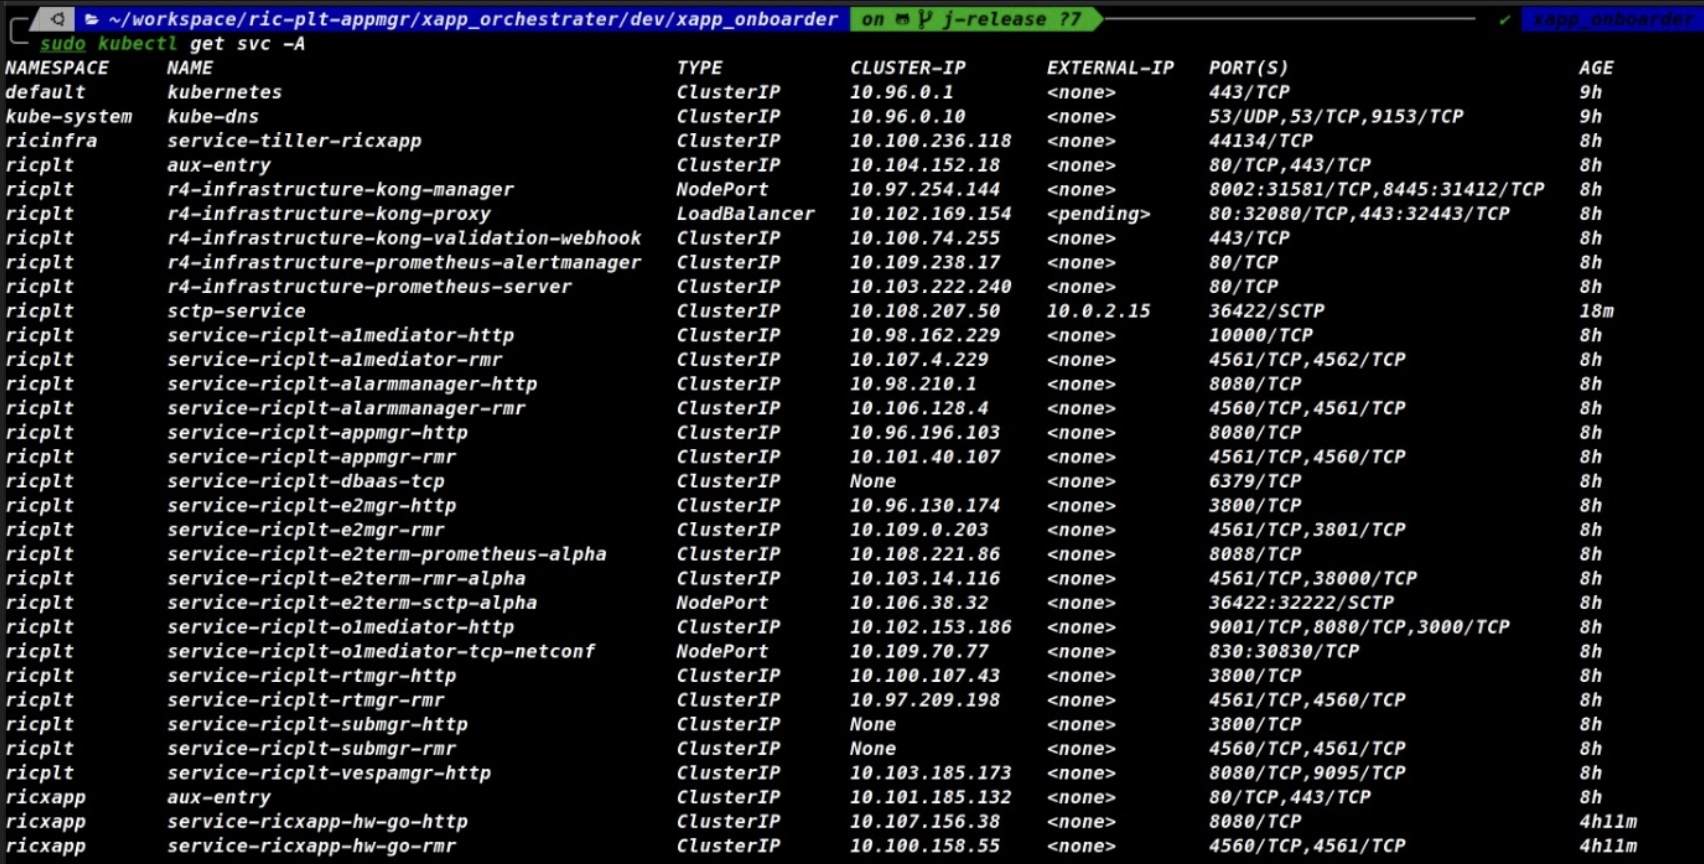 ~/workspace/ric-plt-appmgr/xapp_orchestrater/dev/xapp_onboarder on j-release ?7 ✓ xapp_onboarder
sudo kubectl get svc -A
NAMESPACE NAME TYPE CLUSTER-IP EXTERNAL-IP PORT(S) AGE
default kubernetes ClusterIP 10.96.0.1 <none> 443/TCP 9h
kube-system kube-dns ClusterIP 10.96.0.10 <none> 53/UDP,53/TCP,9153/TCP 9h
ricinfra service-tiller-ricxapp ClusterIP 10.100.236.118 <none> 44134/TCP 8h
ricplt aux-entry ClusterIP 10.104.152.18 <none> 80/TCP,443/TCP 8h
ricplt r4-infrastructure-kong-manager NodePort 10.97.254.144 <none> 8002:31581/TCP,8445:31412/TCP 8h
ricplt r4-infrastructure-kong-proxy LoadBalancer 10.102.169.154 <pending> 80:32080/TCP,443:32443/TCP 8h
ricplt r4-infrastructure-kong-validation-webhook ClusterIP 10.100.74.255 <none> 443/TCP 8h
ricplt r4-infrastructure-prometheus-alertmanager ClusterIP 10.109.238.17 <none> 80/TCP 8h
ricplt r4-infrastructure-prometheus-server ClusterIP 10.103.222.240 <none> 80/TCP 8h
ricplt sctp-service ClusterIP 10.108.207.50 10.0.2.15 36422/SCTP 18m
ricplt service-ricplt-a1mediator-http ClusterIP 10.98.162.229 <none> 10000/TCP 8h
ricplt service-ricplt-a1mediator-rmr ClusterIP 10.107.4.229 <none> 4561/TCP,4562/TCP 8h
ricplt service-ricplt-alarmmanager-http ClusterIP 10.98.210.1 <none> 8080/TCP 8h
ricplt service-ricplt-alarmmanager-rmr ClusterIP 10.106.128.4 <none> 4560/TCP,4561/TCP 8h
ricplt service-ricplt-appmgr-http ClusterIP 10.96.196.103 <none> 8080/TCP 8h
ricplt service-ricplt-appmgr-rmr ClusterIP 10.101.40.107 <none> 4561/TCP,4560/TCP 8h
ricplt service-ricplt-dbaas-tcp ClusterIP None <none> 6379/TCP 8h
ricplt service-ricplt-e2mgr-http ClusterIP 10.96.130.174 <none> 3800/TCP 8h
ricplt service-ricplt-e2mgr-rmr ClusterIP 10.109.0.203 <none> 4561/TCP,3801/TCP 8h
ricplt service-ricplt-e2term-prometheus-alpha ClusterIP 10.108.221.86 <none> 8088/TCP 8h
ricplt service-ricplt-e2term-rmr-alpha ClusterIP 10.103.14.116 <none> 4561/TCP,38000/TCP 8h
ricplt service-ricplt-e2term-sctp-alpha NodePort 10.106.38.32 <none> 36422:32222/SCTP 8h
ricplt service-ricplt-o1mediator-http ClusterIP 10.102.153.186 <none> 9001/TCP,8080/TCP,3000/TCP 8h
ricplt service-ricplt-o1mediator-tcp-netconf NodePort 10.109.70.77 <none> 830:30830/TCP 8h
ricplt service-ricplt-rtmgr-http ClusterIP 10.100.107.43 <none> 3800/TCP 8h
ricplt service-ricplt-rtmgr-rmr ClusterIP 10.97.209.198 <none> 4561/TCP,4560/TCP 8h
ricplt service-ricplt-submgr-http ClusterIP None <none> 3800/TCP 8h
ricplt service-ricplt-submgr-rmr ClusterIP None <none> 4560/TCP,4561/TCP 8h
ricplt service-ricplt-vespamgr-http ClusterIP 10.103.185.173 <none> 8080/TCP,9095/TCP 8h
ricxapp aux-entry ClusterIP 10.101.185.132 <none> 80/TCP,443/TCP 8h
ricxapp service-ricxapp-hw-go-http ClusterIP 10.107.156.38 <none> 8080/TCP 4h11m
ricxapp service-ricxapp-hw-go-rmr ClusterIP 10.100.158.55 <none> 4560/TCP,4561/TCP 4h11m